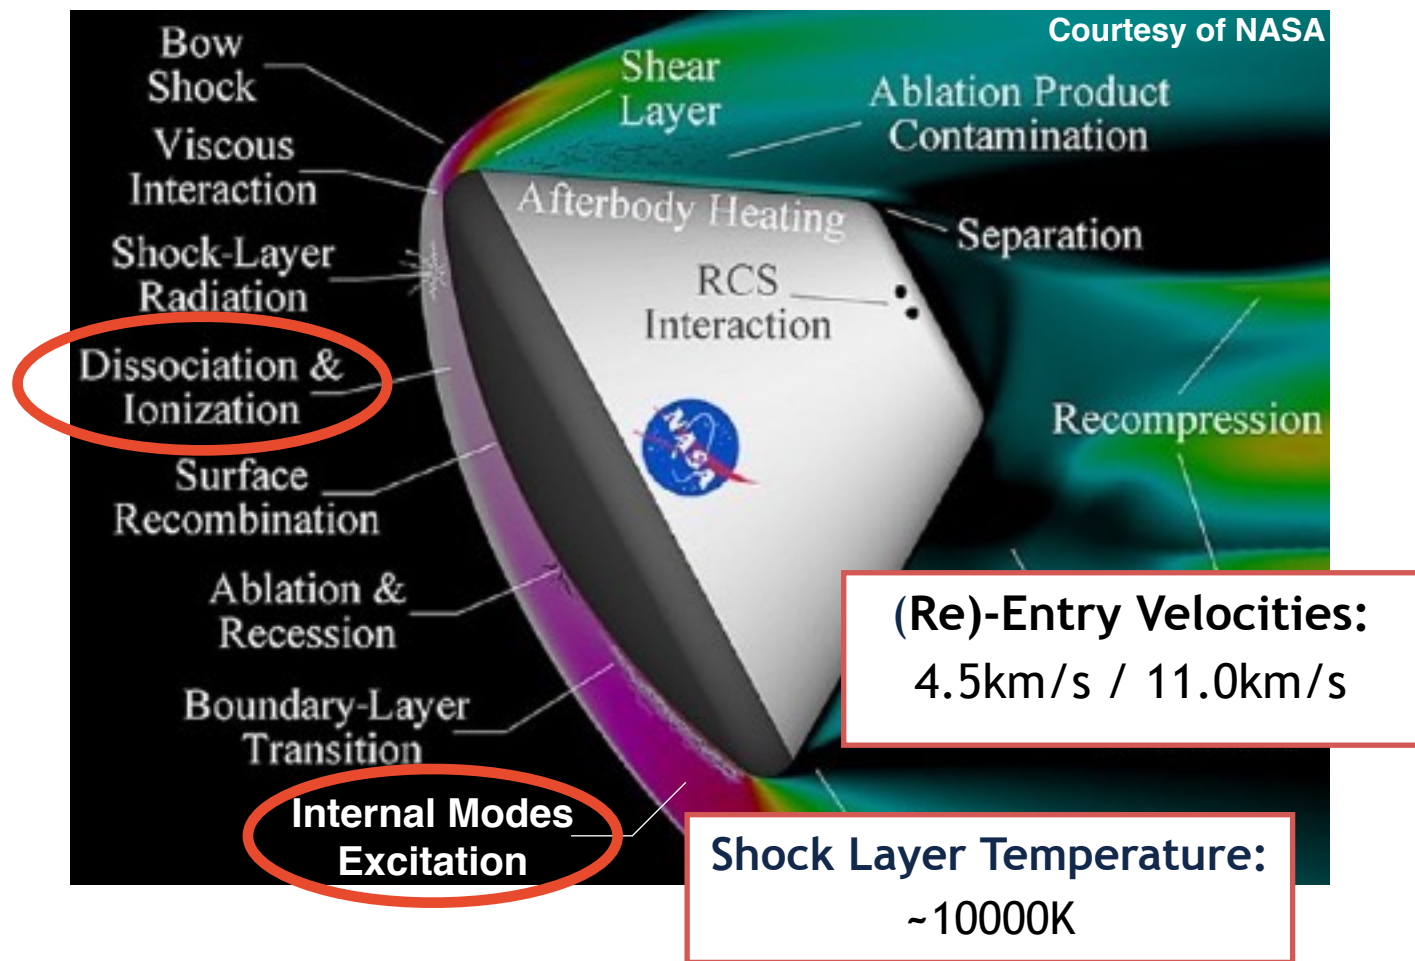 Courtesy of NASA
Bow
Shock
Shear
Layer
Ablation Product
Contamination
Viscous
Interaction
Afterbody Heating
Separation
Shock-Layer
Radiation
RCS
Interaction
Dissociation &
Ionization
NASA
Recompression
Surface
Recombination
Ablation &
Recession
(Re)-Entry Velocities:
4.5km/s / 11.0km/s
Boundary-Layer
Transition
Internal Modes
Excitation
Shock Layer Temperature:
~10000K